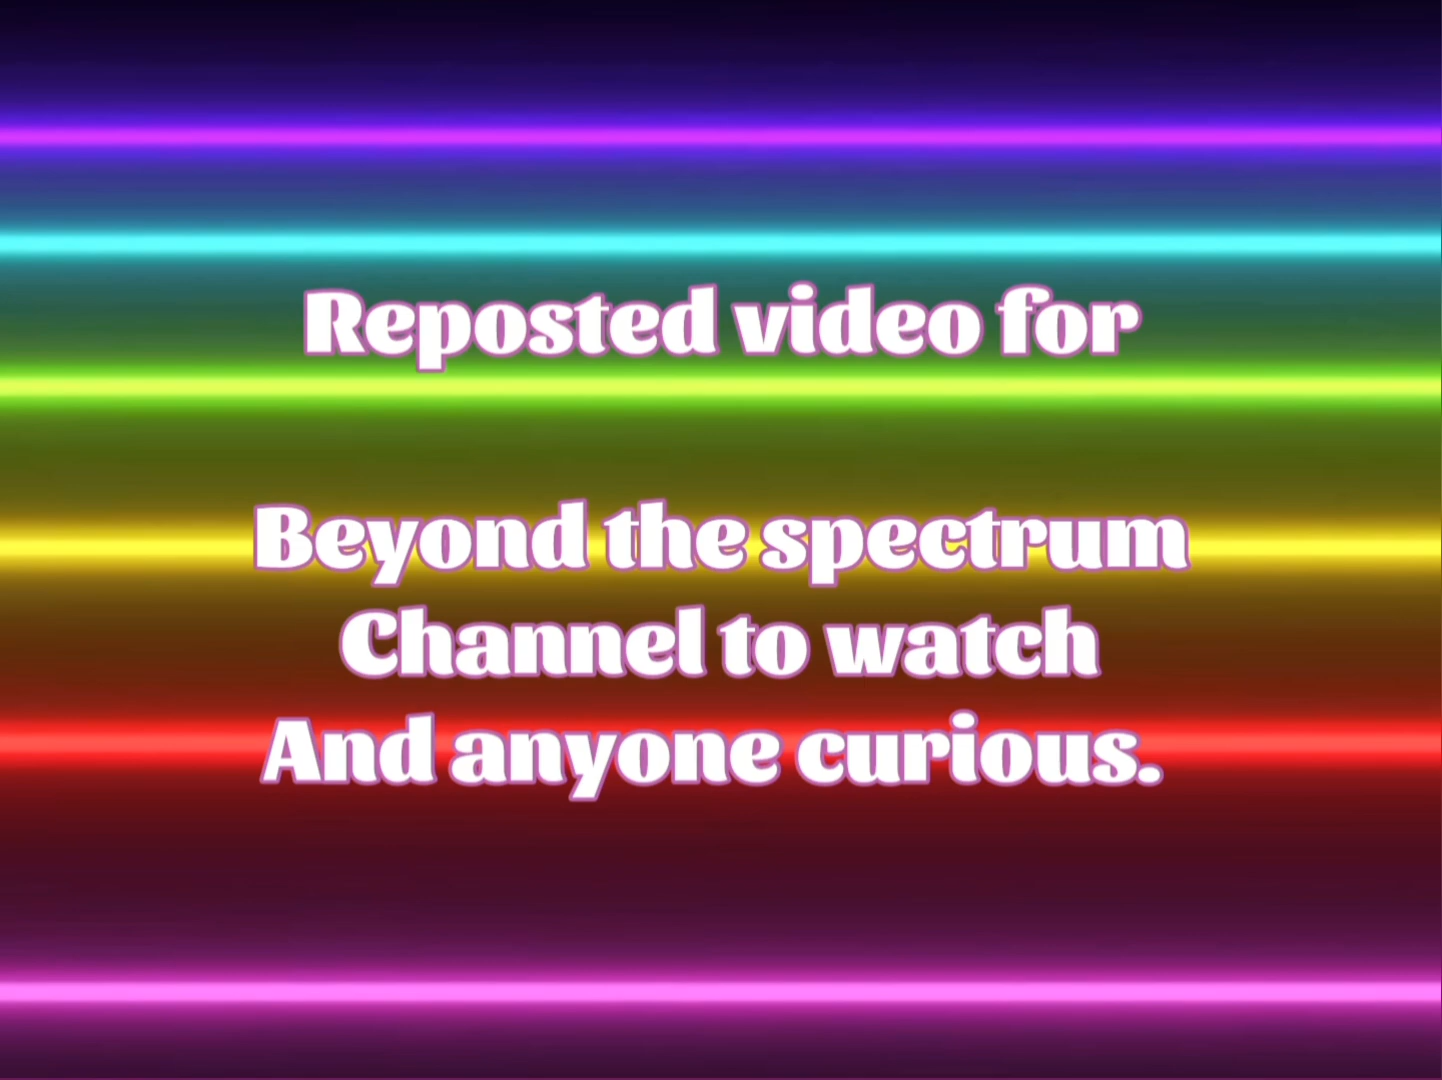 Reposted video for
Beyond the spectrum
Channel to watch
And anyone curious.